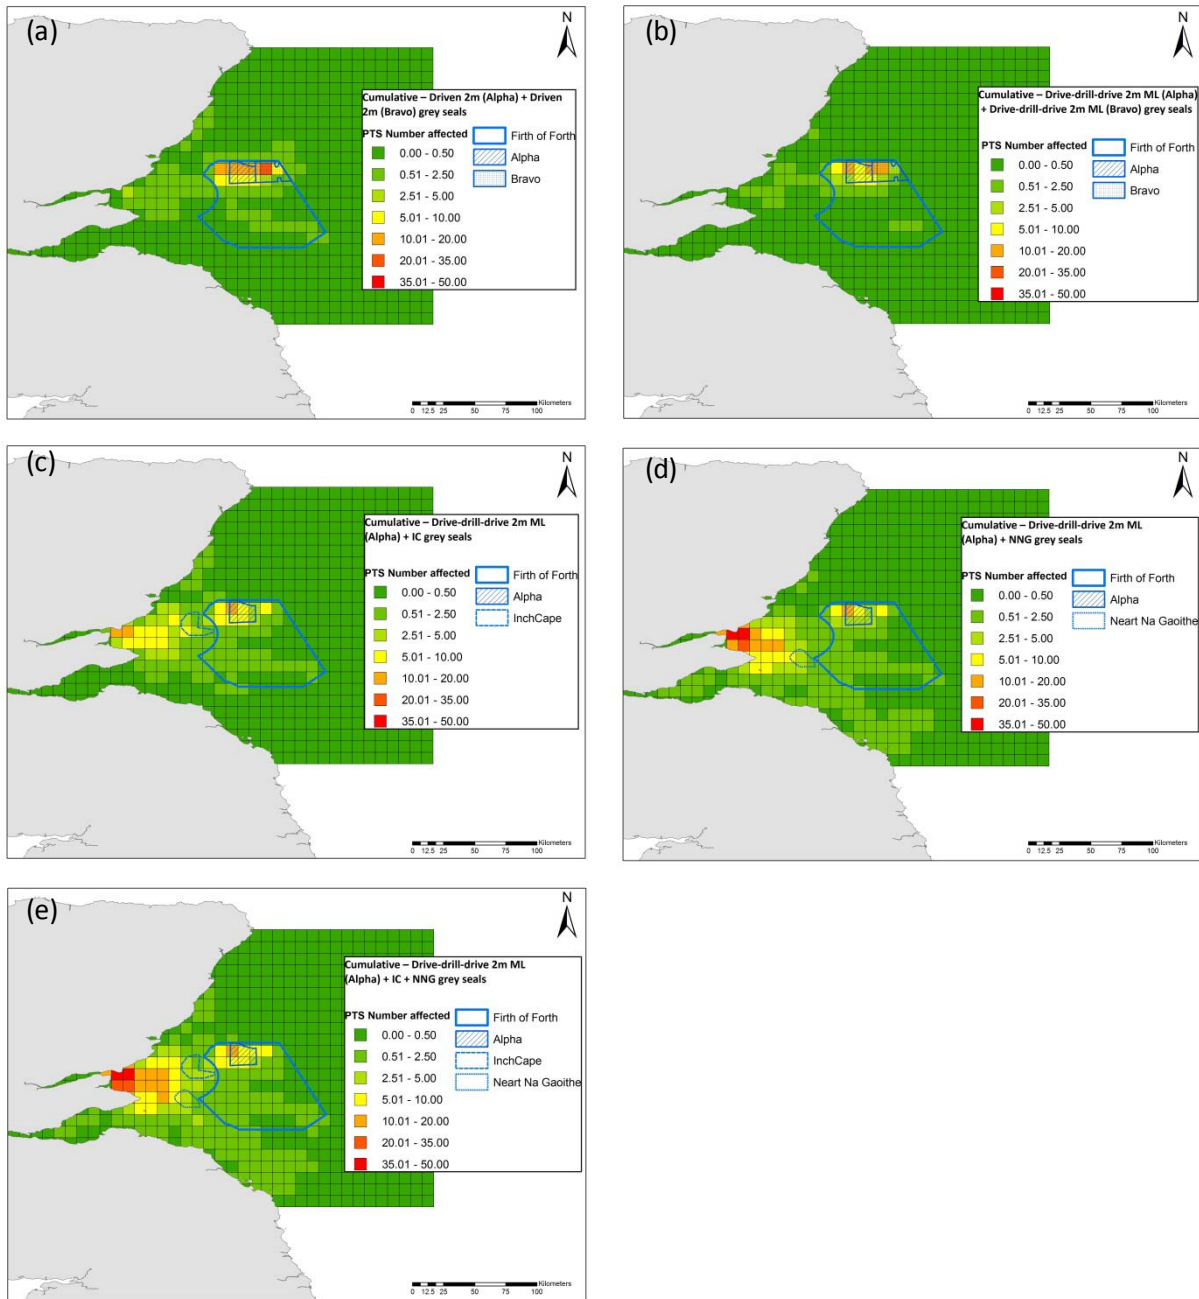 (a)
N
Cumulative – Driven 2m (Alpha) + Driven
2m (Bravo) grey seals
PTS Number affected
0.00 - 0.50
0.51 - 2.50
2.51 - 5.00
5.01 - 10.00
10.01 - 20.00
20.01 - 35.00
35.01 - 50.00
Firth of Forth
Alpha
Bravo
Kilometers
0 12.5 25 50 75 100
(b)
N
Cumulative – Drive-drill-drive 2m ML (Alpha)
+ Drive-drill-drive 2m ML (Bravo) grey seals
PTS Number affected
0.00 - 0.50
0.51 - 2.50
2.51 - 5.00
5.01 - 10.00
10.01 - 20.00
20.01 - 35.00
35.01 - 50.00
Firth of Forth
Alpha
Bravo
Kilometers
0 12.5 25 50 75 100
(c)
N
Cumulative – Drive-drill-drive 2m ML
(Alpha) + IC grey seals
PTS Number affected
0.00 - 0.50
0.51 - 2.50
2.51 - 5.00
5.01 - 10.00
10.01 - 20.00
20.01 - 35.00
35.01 - 50.00
Firth of Forth
Alpha
InchCape
Kilometers
0 12.5 25 50 75 100
(d)
N
Cumulative – Drive-drill-drive 2m ML
(Alpha) + NNG grey seals
PTS Number affected
0.00 - 0.50
0.51 - 2.50
2.51 - 5.00
5.01 - 10.00
10.01 - 20.00
20.01 - 35.00
35.01 - 50.00
Firth of Forth
Alpha
Neart Na Gaoithe
Kilometers
0 12.5 25 50 75 100
(e)
N
Cumulative – Drive-drill-drive 2m ML
(Alpha) + IC + NNG grey seals
PTS Number affected
0.00 - 0.50
0.51 - 2.50
2.51 - 5.00
5.01 - 10.00
10.01 - 20.00
20.01 - 35.00
35.01 - 50.00
Firth of Forth
Alpha
InchCape
Neart Na Gaoithe
Kilometers
0 12.5 25 50 75 100